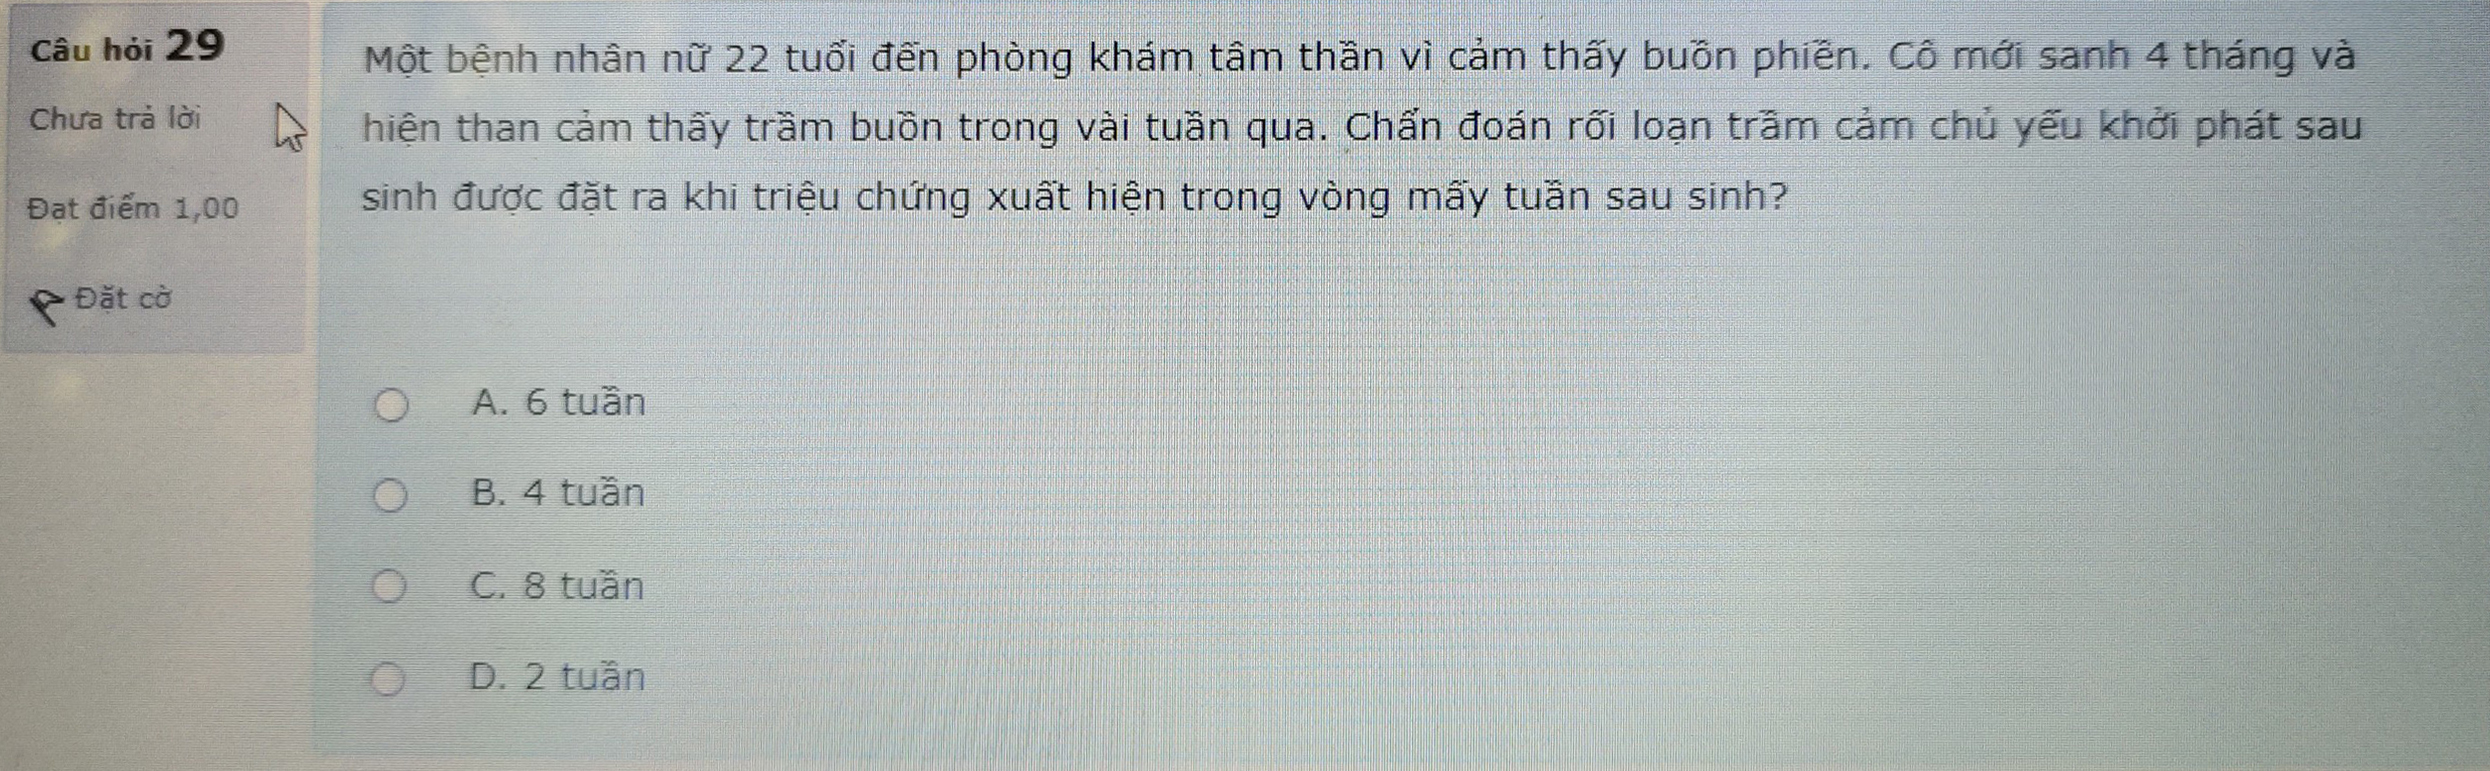 Câu hỏi 29
Chưa trả lời
Đạt điểm 1,00
Đặt cờ
Một bệnh nhân nữ 22 tuổi đến phòng khám tâm thần vì cảm thấy buồn phiền. Cô mới sanh 4 tháng và
hiện than cảm thấy trầm buồn trong vài tuần qua. Chẩn đoán rối loạn trầm cảm chủ yếu khởi phát sau
sinh được đặt ra khi triệu chứng xuất hiện trong vòng mấy tuần sau sinh?
A. 6 tuần
B. 4 tuần
C. 8 tuần
D. 2 tuần